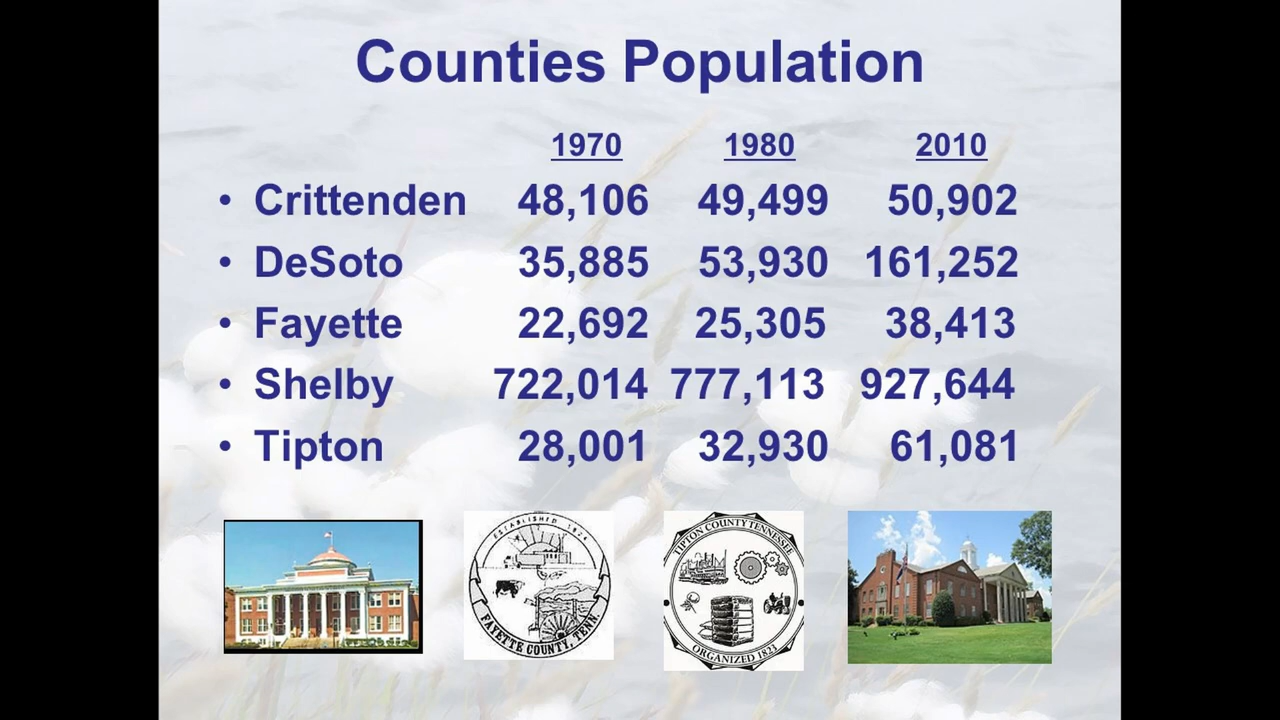 Counties Population
1970 1980 2010
• Crittenden 48,106 49,499 50,902
• DeSoto 35,885 53,930 161,252
• Fayette 22,692 25,305 38,413
• Shelby 722,014 777,113 927,644
• Tipton 28,001 32,930 61,081
ESTABLISHED 1824
FAYETTE COUNTY, TENN.
TIPTON COUNTY TENNESSEE
ORGANIZED 1823